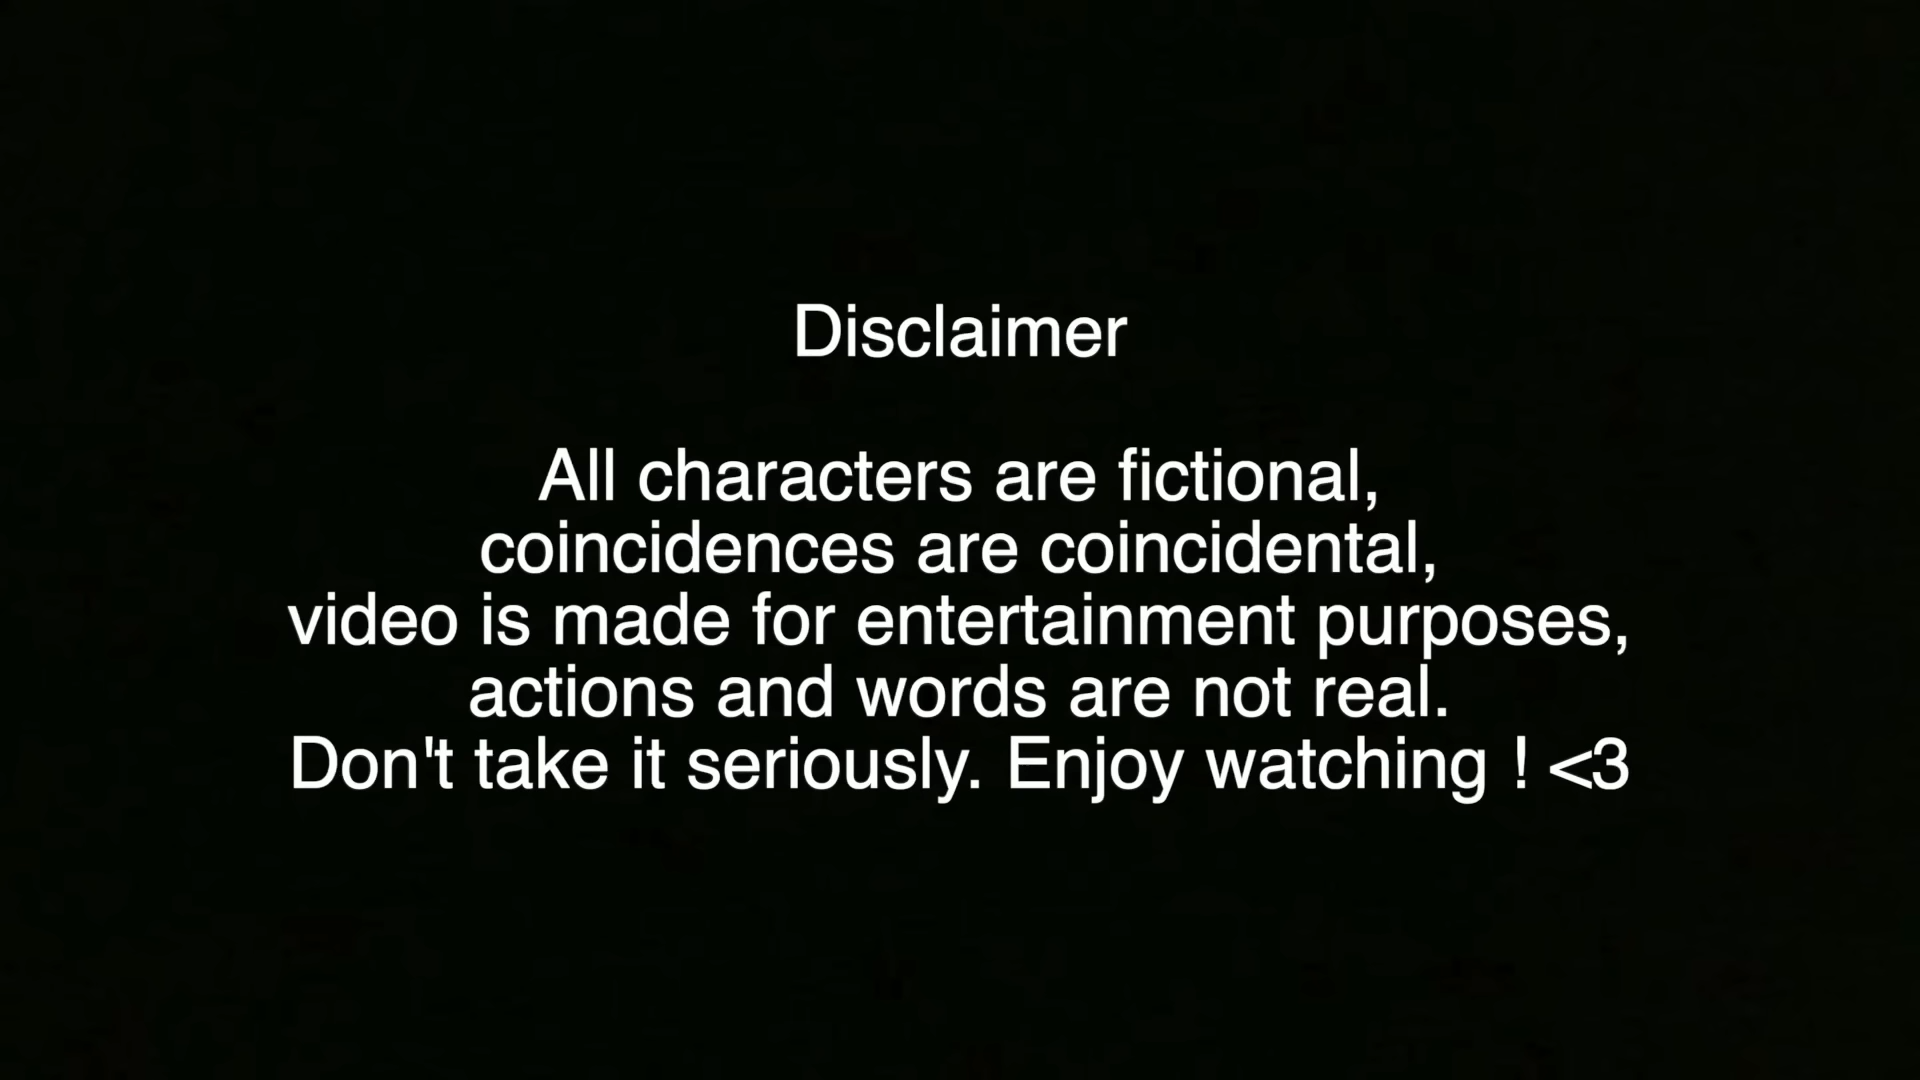 Disclaimer
All characters are fictional,
coincidences are coincidental,
video is made for entertainment purposes,
actions and words are not real.
Don't take it seriously. Enjoy watching ! <3